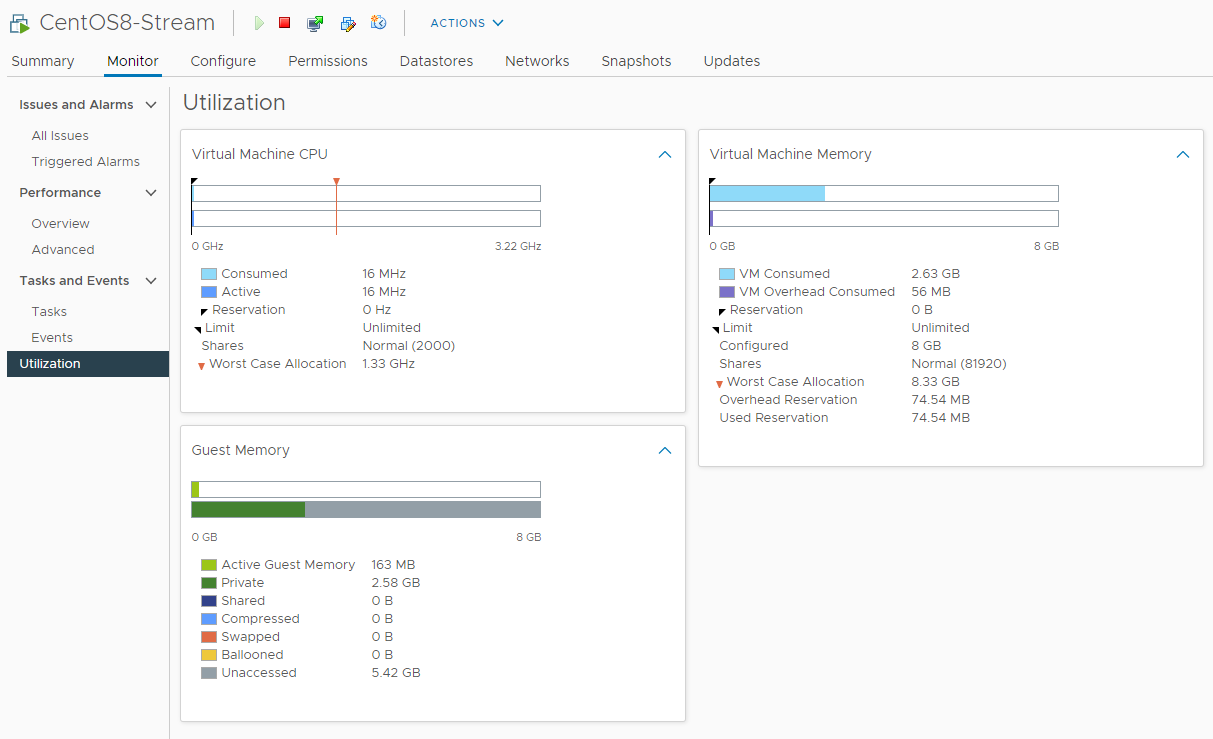 CentOS8-Stream ACTIONS
Summary Monitor Configure Permissions Datastores Networks Snapshots Updates
Issues and Alarms
All Issues
Triggered Alarms
Performance
Overview
Advanced
Tasks and Events
Tasks
Events
Utilization
Utilization
Virtual Machine CPU
0 GHz 3.22 GHz
Consumed 16 MHz
Active 16 MHz
Reservation 0 Hz
Limit Unlimited
Shares Normal (2000)
Worst Case Allocation 1.33 GHz
Virtual Machine Memory
0 GB 8 GB
VM Consumed 2.63 GB
VM Overhead Consumed 56 MB
Reservation 0 B
Limit Unlimited
Configured 8 GB
Shares Normal (81920)
Worst Case Allocation 8.33 GB
Overhead Reservation 74.54 MB
Used Reservation 74.54 MB
Guest Memory
0 GB 8 GB
Active Guest Memory 163 MB
Private 2.58 GB
Shared 0 B
Compressed 0 B
Swapped 0 B
Ballooned 0 B
Unaccessed 5.42 GB